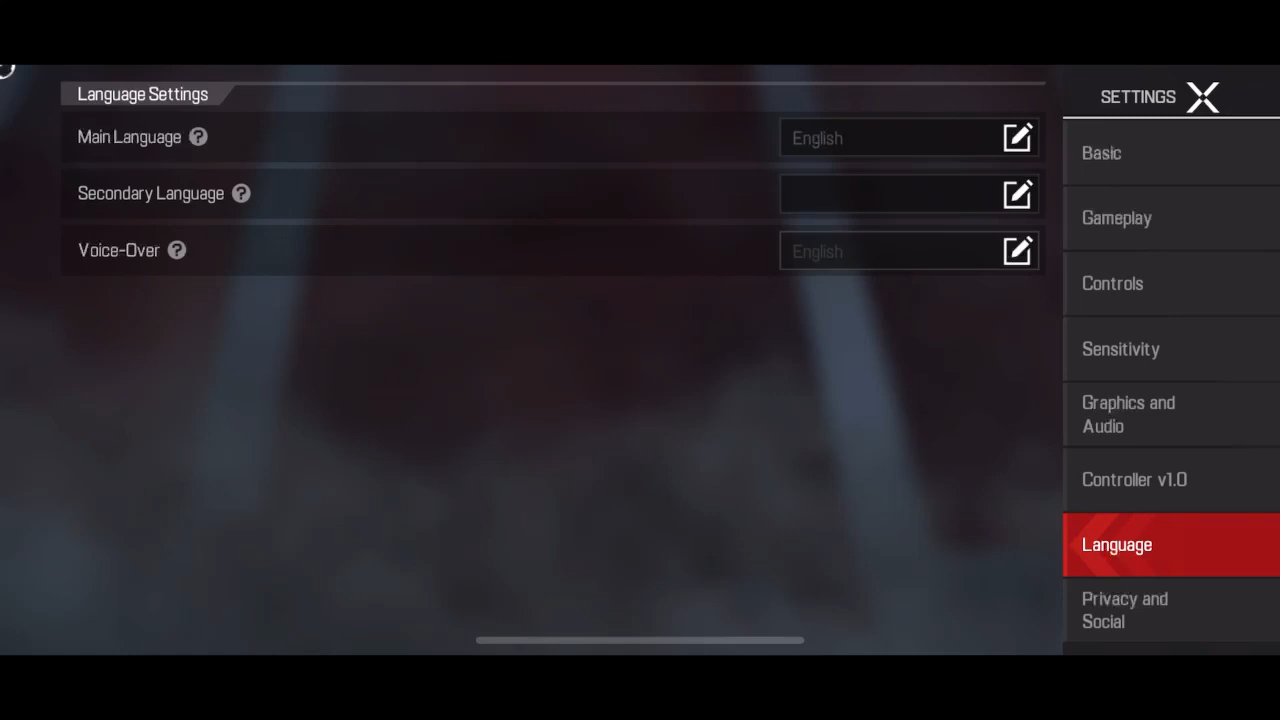 Language Settings
SETTINGS
Main Language
English
Basic
Secondary Language
Gameplay
Voice-Over
English
Controls
Sensitivity
Graphics and
Audio
Controller v1.0
Language
Privacy and
Social